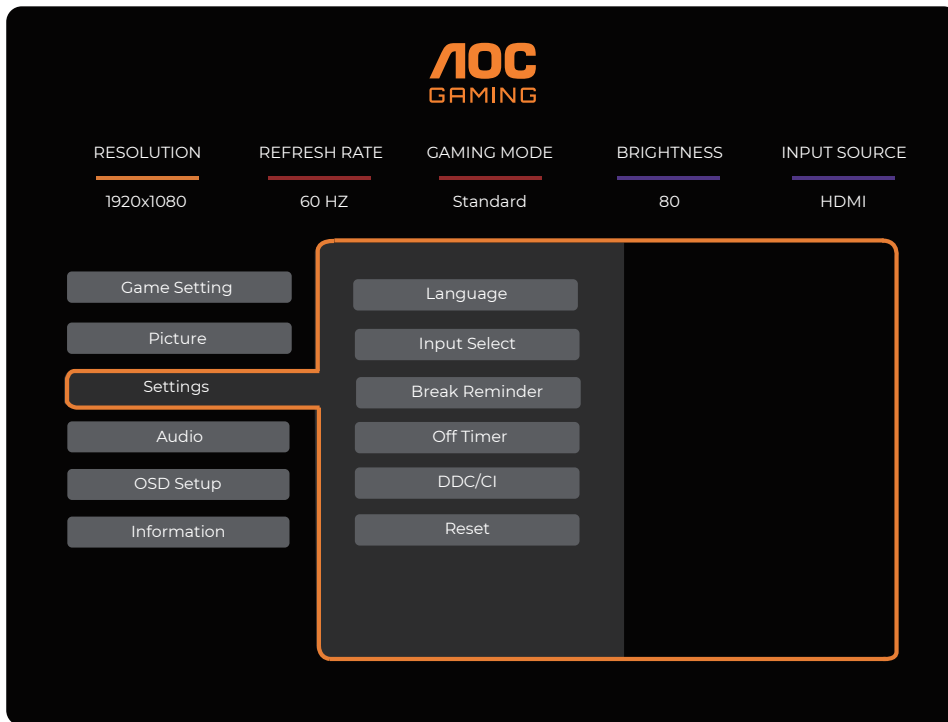 AOC
GAMING
RESOLUTION REFRESH RATE GAMING MODE BRIGHTNESS INPUT SOURCE
1920x1080 60 HZ Standard 80 HDMI
Game Setting
Picture
Settings
Audio
OSD Setup
Information
Language
Input Select
Break Reminder
Off Timer
DDC/CI
Reset